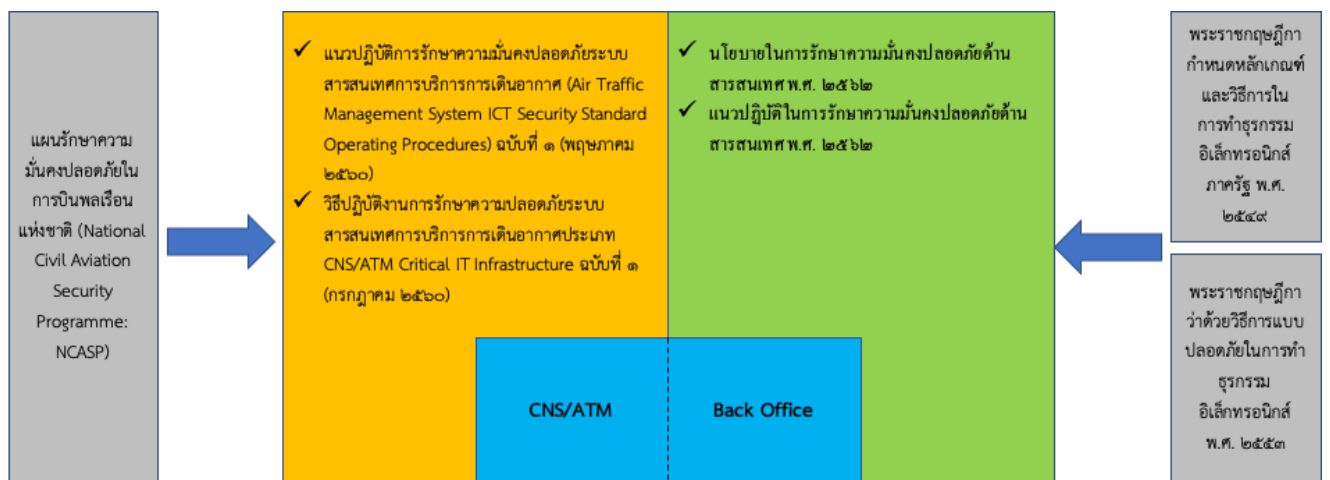 แผนรักษาความ
มั่นคงปลอดภัยใน
การบินพลเรือน
แห่งชาติ (National
Civil Aviation
Security
Programme:
NCASP)
✓ แนวปฏิบัติการรักษาความมั่นคงปลอดภัยระบบ
สารสนเทศการบริการการเดินอากาศ (Air Traffic
Management System ICT Security Standard
Operating Procedures) ฉบับที่ ๑ (พฤษภาคม
๒๕๖๐)
✓ วิธีปฏิบัติงานการรักษาความปลอดภัยระบบ
สารสนเทศการบริการการเดินอากาศประเภท
CNS/ATM Critical IT Infrastructure ฉบับที่ ๑
(กรกฎาคม ๒๕๖๐)
✓ นโยบายในการรักษาความมั่นคงปลอดภัยด้าน
สารสนเทศ พ.ศ. ๒๕๖๒
✓ แนวปฏิบัติในการรักษาความมั่นคงปลอดภัยด้าน
สารสนเทศ พ.ศ. ๒๕๖๒
CNS/ATM
Back Office
พระราชกฤษฎีกา
กำหนดหลักเกณฑ์
และวิธีการใน
การทำธุรกรรม
อิเล็กทรอนิกส์
ภาครัฐ พ.ศ.
๒๕๔๙
พระราชกฤษฎีกา
ว่าด้วยวิธีการแบบ
ปลอดภัยในการทำ
ธุรกรรม
อิเล็กทรอนิกส์
พ.ศ. ๒๕๕๓